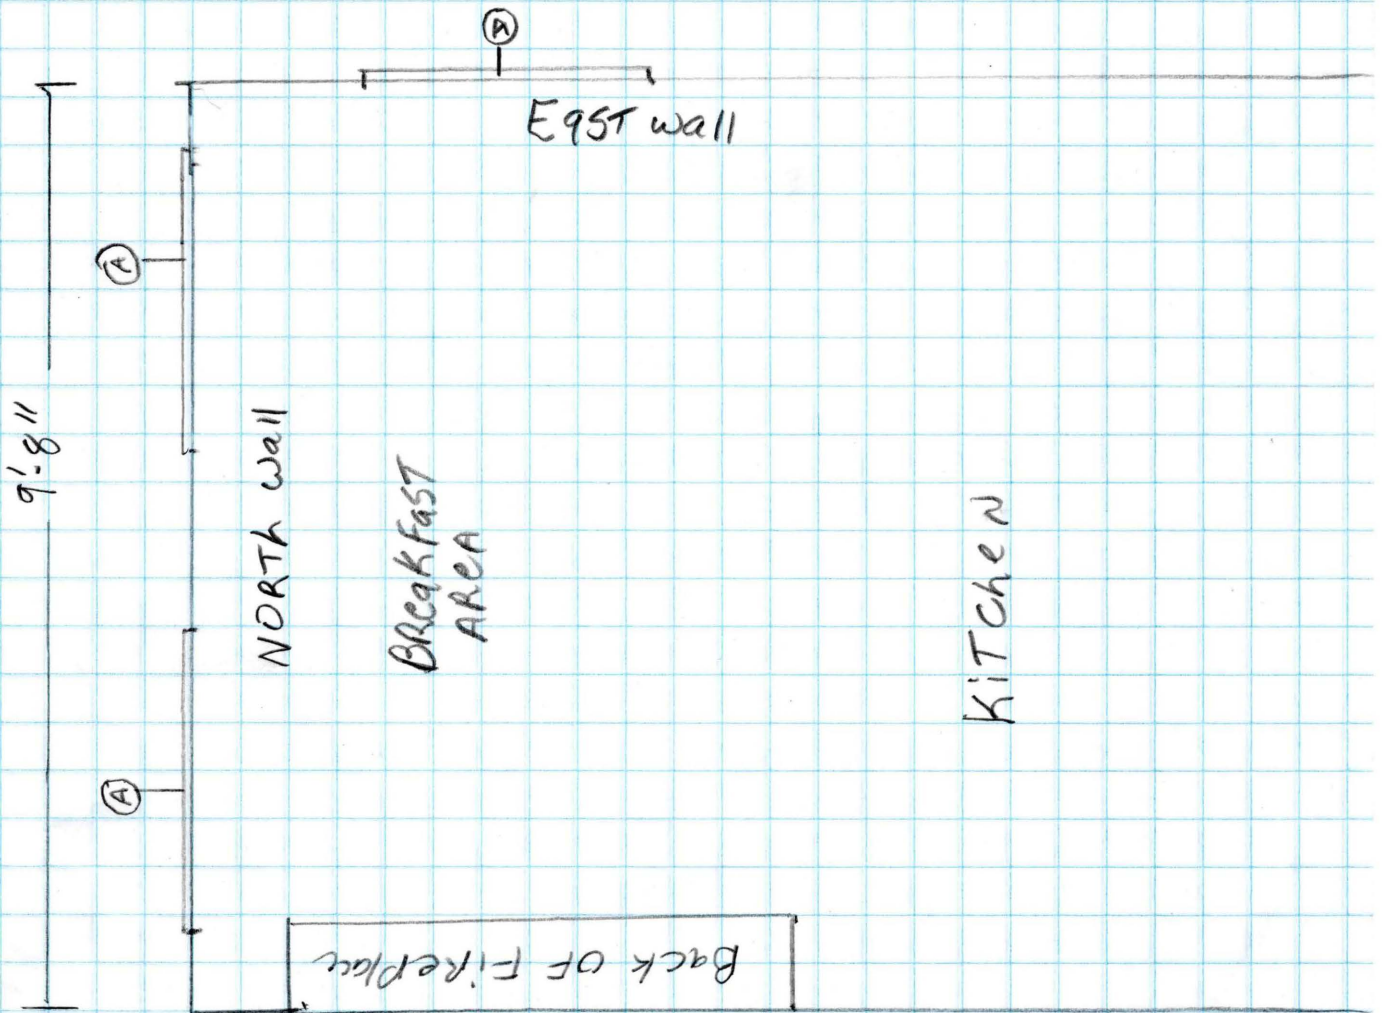 A
East wall
A
9'-8"
NORTh wall
BReakFasT
AReA
KiTcheN
A
Back OF FiRePlace